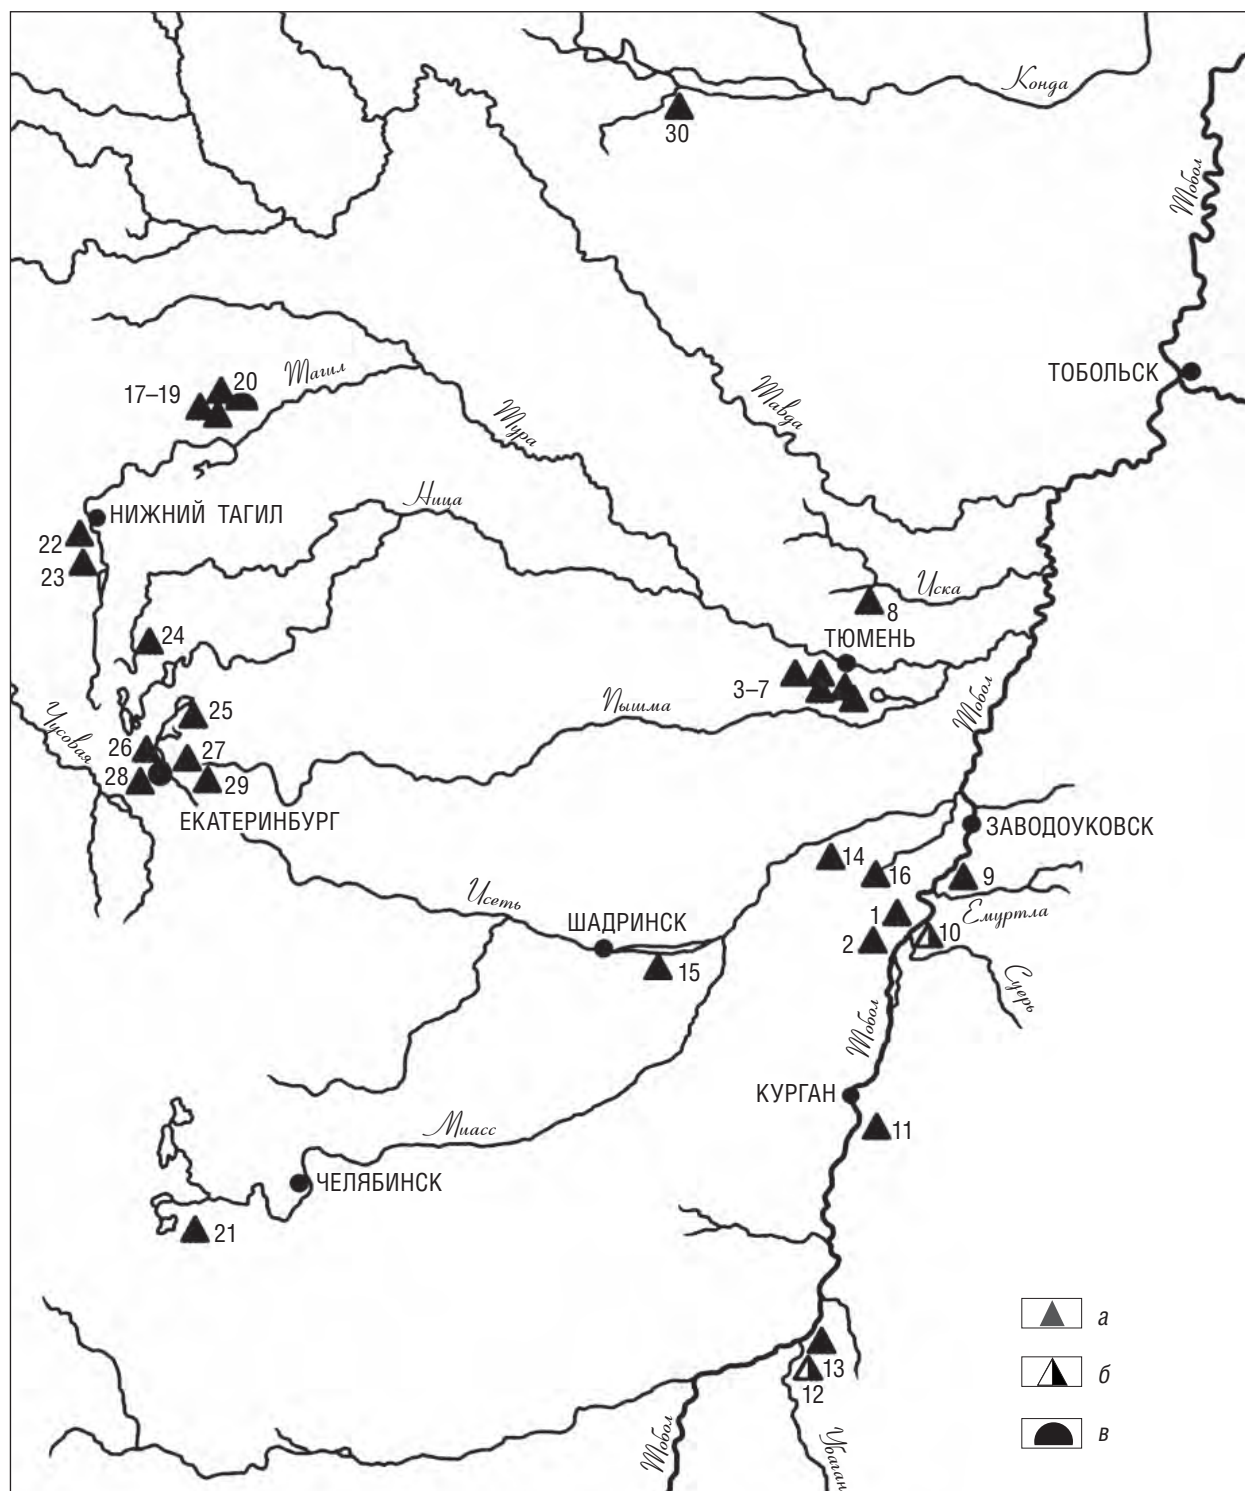 Конда
30
Тобол
ТОБОЛЬСК
17–19
20
Тагил
Тавда
Тура
Ница
НИЖНИЙ ТАГИЛ
22
23
Иска
8
24
ТЮМЕНЬ
3–7
Пышма
Тобол
25
Чусовая
26
27
28
29
ЕКАТЕРИНБУРГ
ЗАВОДОУКОВСК
14
16
9
Исеть
1
Емуртла
ШАДРИНСК
2
10
15
Суерь
Тобол
КУРГАН
11
Миасс
ЧЕЛЯБИНСК
21
а
13
б
12
Тобол
Убаган
в